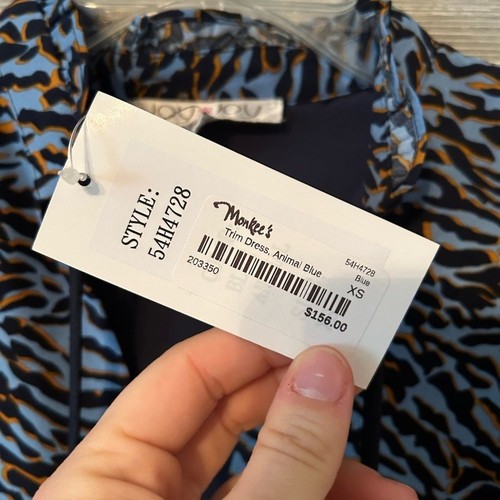 STYLE:
54H4728
Monkee's
Trim Dress, Animal Blue
54H4728
Blue
203350
XS
$156.00